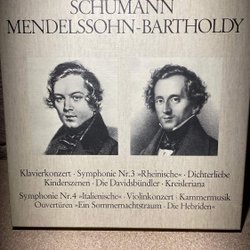 SCHUMANN
MENDELSSOHN-BARTHOLDY
Klavierkonzert · Symphonie Nr. 3 »Rheinische« · Dichterliebe
Kinderszenen · Die Davidsbündler · Kreisleriana
Symphonie Nr. 4 »Italienische« · Violinkonzert · Kammermusik
Ouvertüren »Ein Sommernachtstraum · Die Hebriden«